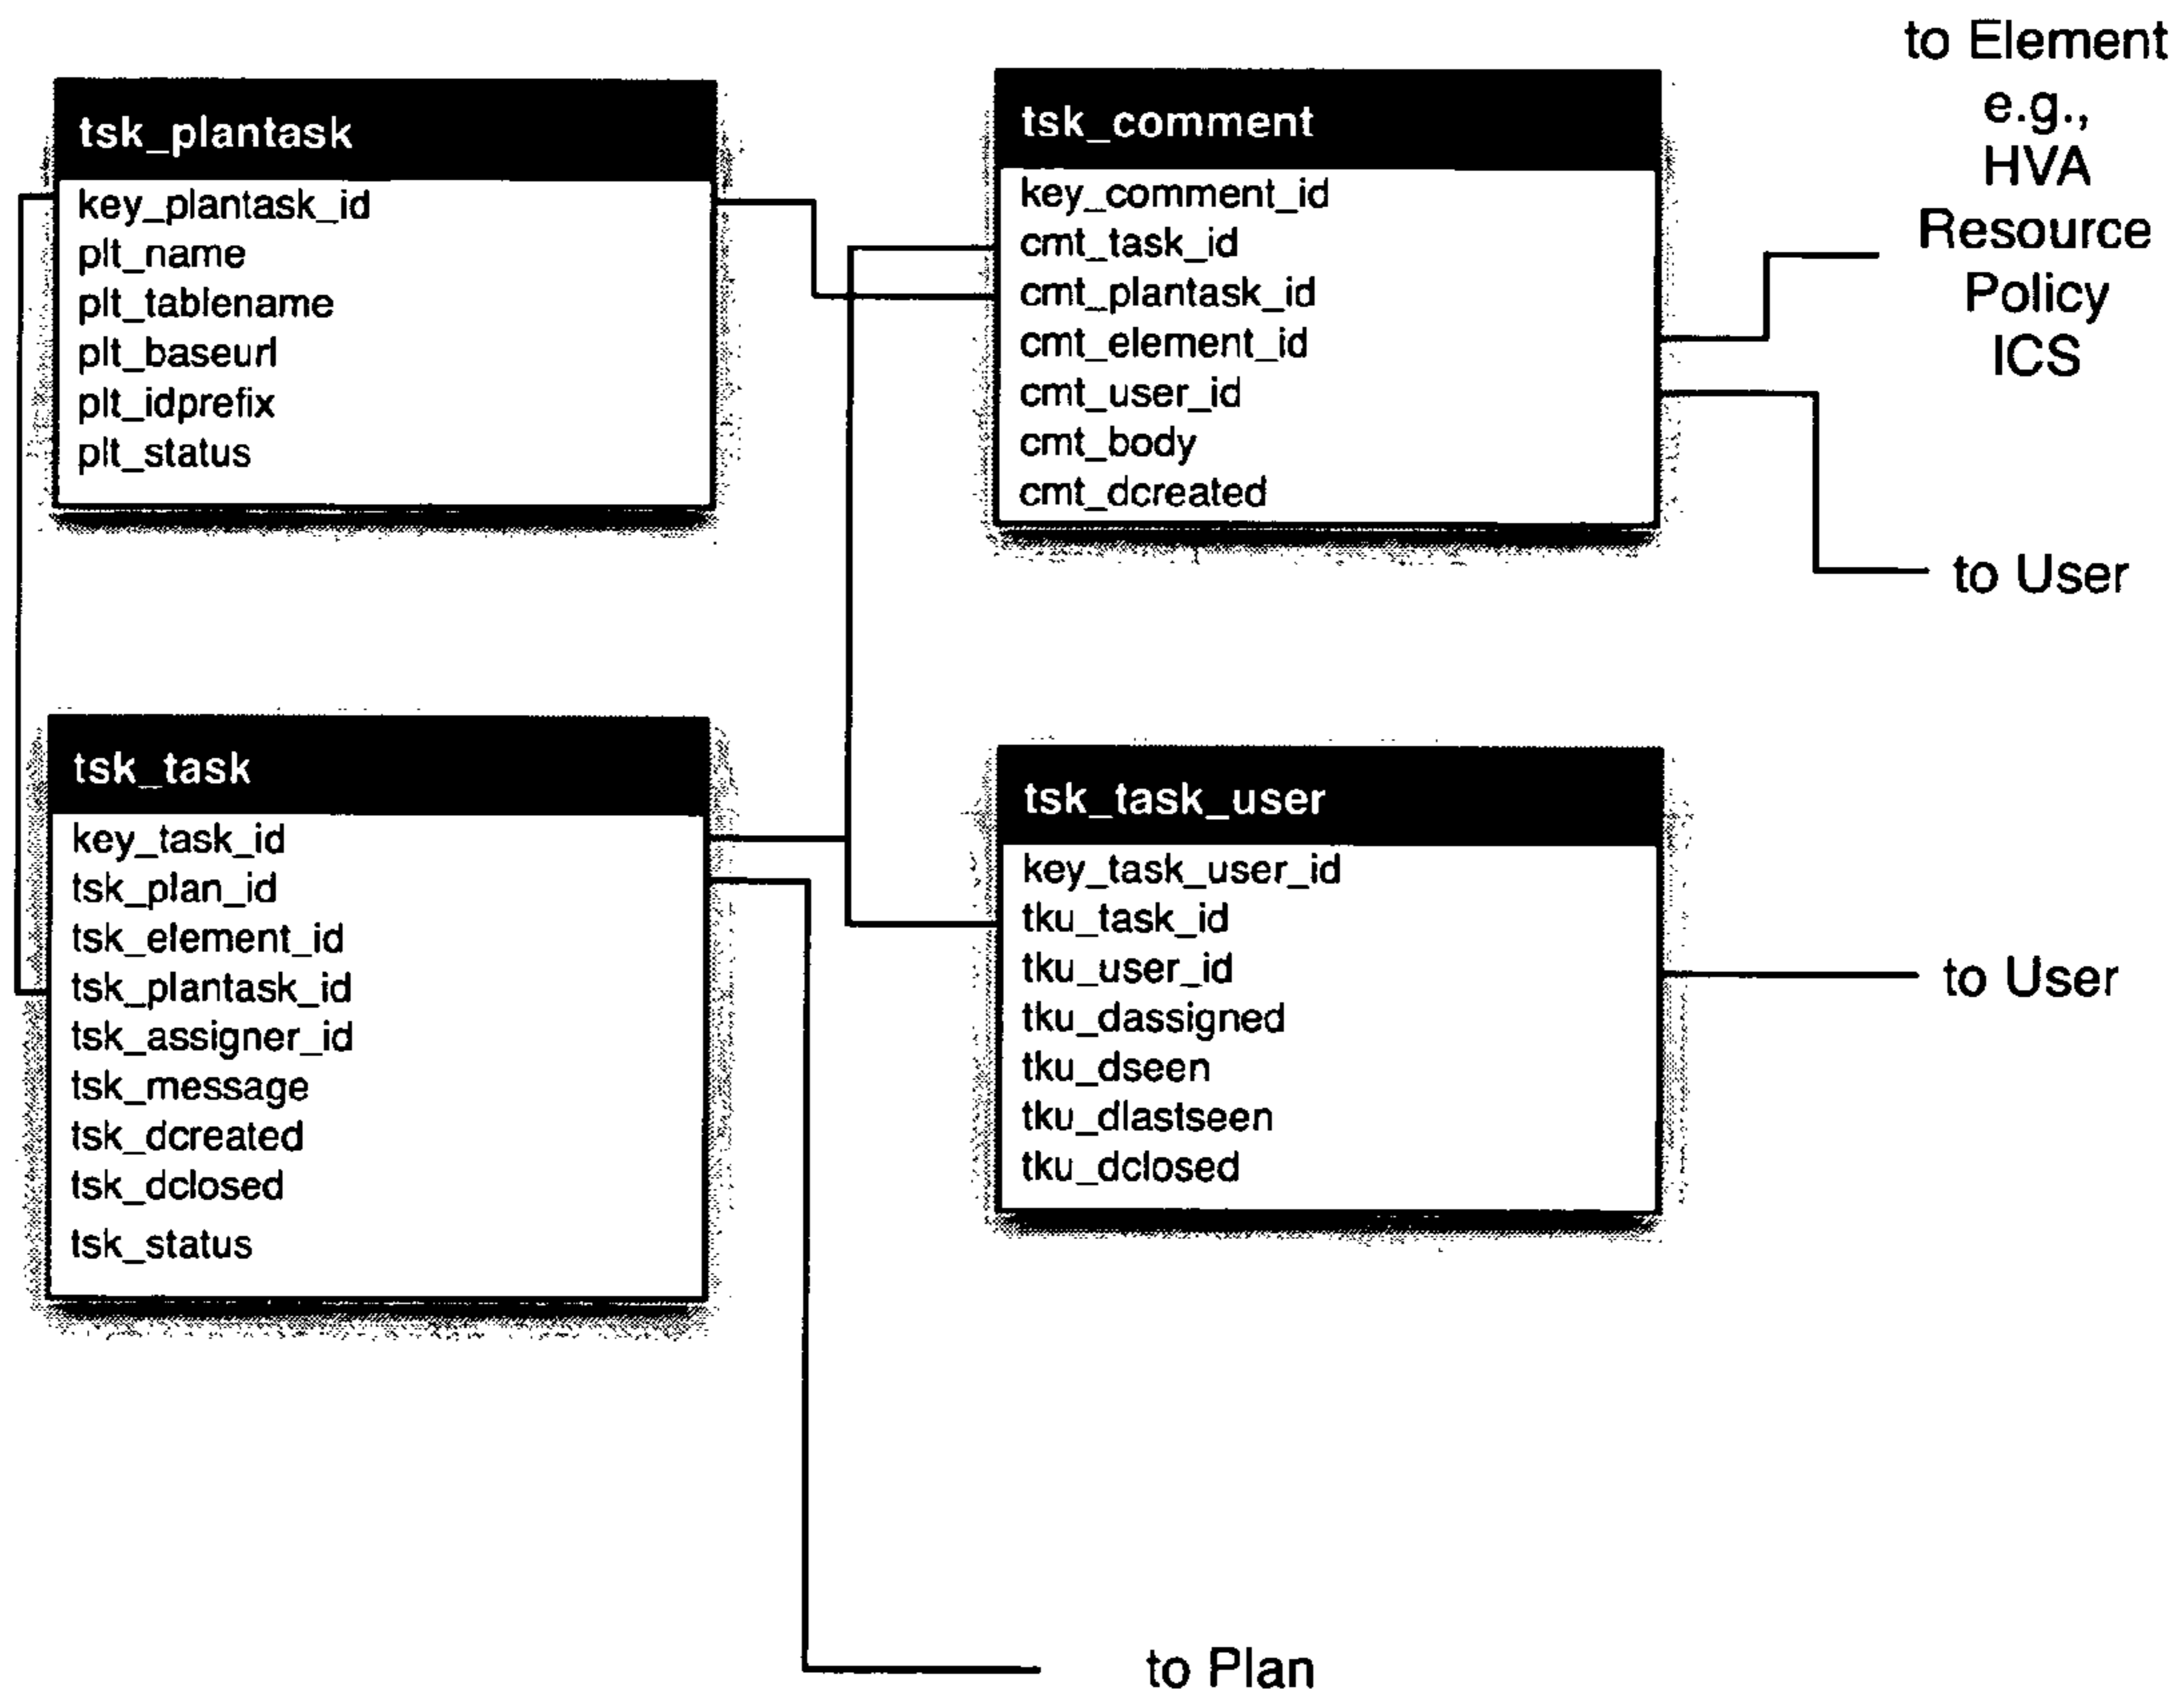 tsk_plantask
key_plantask_id
plt_name
plt_tablename
plt_baseurl
plt_idprefix
plt_status
tsk_comment
key_comment_id
cmt_task_id
cmt_plantask_id
cmt_element_id
cmt_user_id
cmt_body
cmt_dcreated
to Element
e.g.,
HVA
Resource
Policy
ICS
to User
tsk_task
key_task_id
tsk_plan_id
tsk_element_id
tsk_plantask_id
tsk_assigner_id
tsk_message
tsk_dcreated
tsk_dclosed
tsk_status
tsk_task_user
key_task_user_id
tku_task_id
tku_user_id
tku_dassigned
tku_dseen
tku_dlastseen
tku_dclosed
to User
to Plan